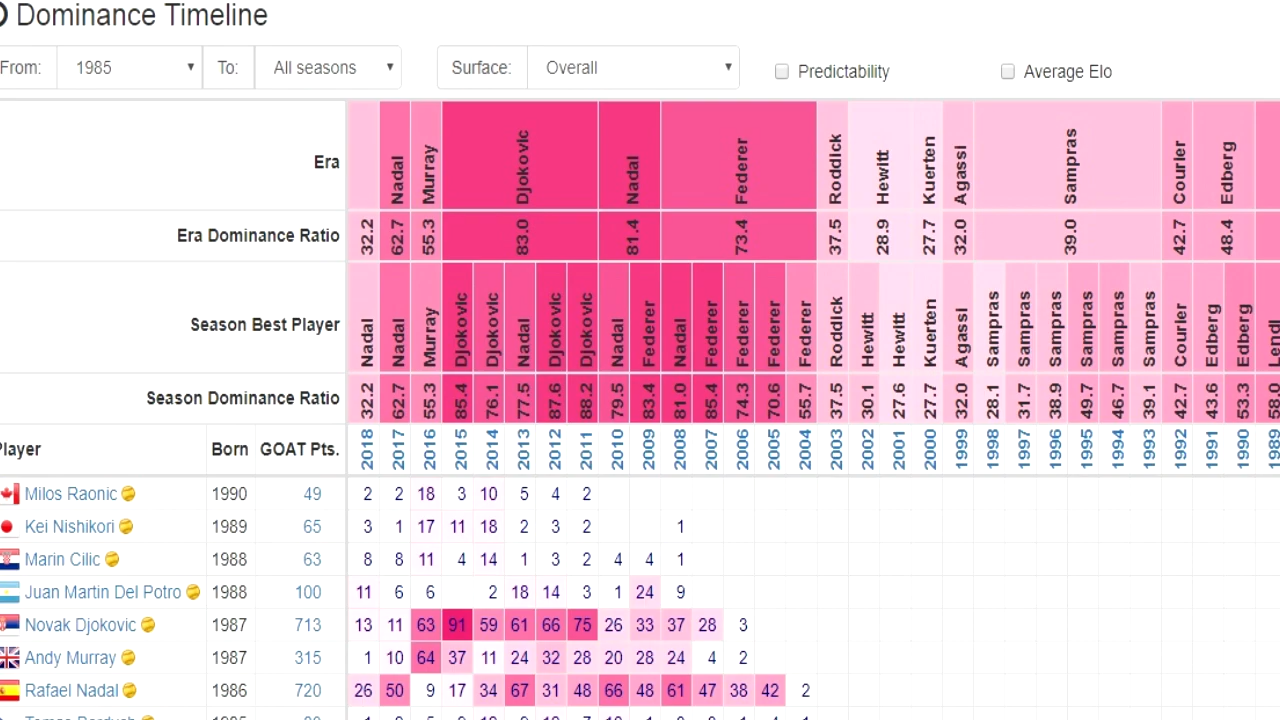 Dominance Timeline
From: 1985 To: All seasons Surface: Overall Predictability Average Elo
Era Nadal Murray Djokovic Nadal Federer Roddick Hewitt Kuerten Agassi Sampras Courier Edberg
Era Dominance Ratio 32.2 62.7 55.3 83.0 81.4 73.4 37.5 28.9 27.7 32.0 39.0 42.7 48.4
Season Best Player Nadal Nadal Murray Djokovic Djokovic Nadal Djokovic Djokovic Nadal Federer Nadal Federer Federer Federer Federer Roddick Hewitt Hewitt Kuerten Agassi Sampras Sampras Sampras Sampras Sampras Sampras Courier Edberg Edberg Lendl
Season Dominance Ratio 32.2 62.7 55.3 85.4 76.1 77.5 87.6 88.2 79.5 83.4 81.0 85.4 74.3 70.6 55.7 37.5 30.1 27.6 27.7 32.0 28.1 31.7 38.9 49.7 46.7 39.1 42.7 43.6 53.3 58.0
Player Born GOAT Pts. 2018 2017 2016 2015 2014 2013 2012 2011 2010 2009 2008 2007 2006 2005 2004 2003 2002 2001 2000 1999 1998 1997 1996 1995 1994 1993 1992 1991 1990 1989
Milos Raonic 1990 49 2 2 18 3 10 5 4 2
Kei Nishikori 1989 65 3 1 17 11 18 2 3 2 1
Marin Cilic 1988 63 8 8 11 4 14 1 3 2 4 4 1
Juan Martin Del Potro 1988 100 11 6 6 2 18 14 3 1 24 9
Novak Djokovic 1987 713 13 11 63 91 59 61 66 75 26 33 37 28 3
Andy Murray 1987 315 1 10 64 37 11 24 32 28 20 28 24 4 2
Rafael Nadal 1986 720 26 50 9 17 34 67 31 48 66 48 61 47 38 42 2